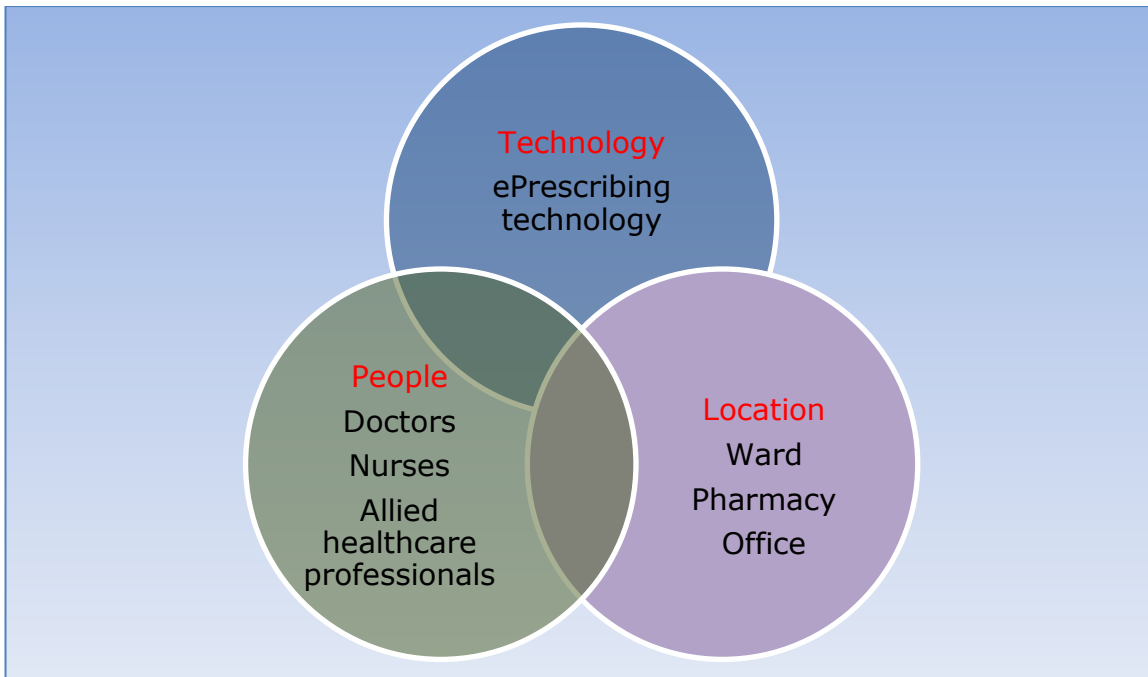 Technology
ePrescribing
technology
People
Doctors
Nurses
Allied
healthcare
professionals
Location
Ward
Pharmacy
Office